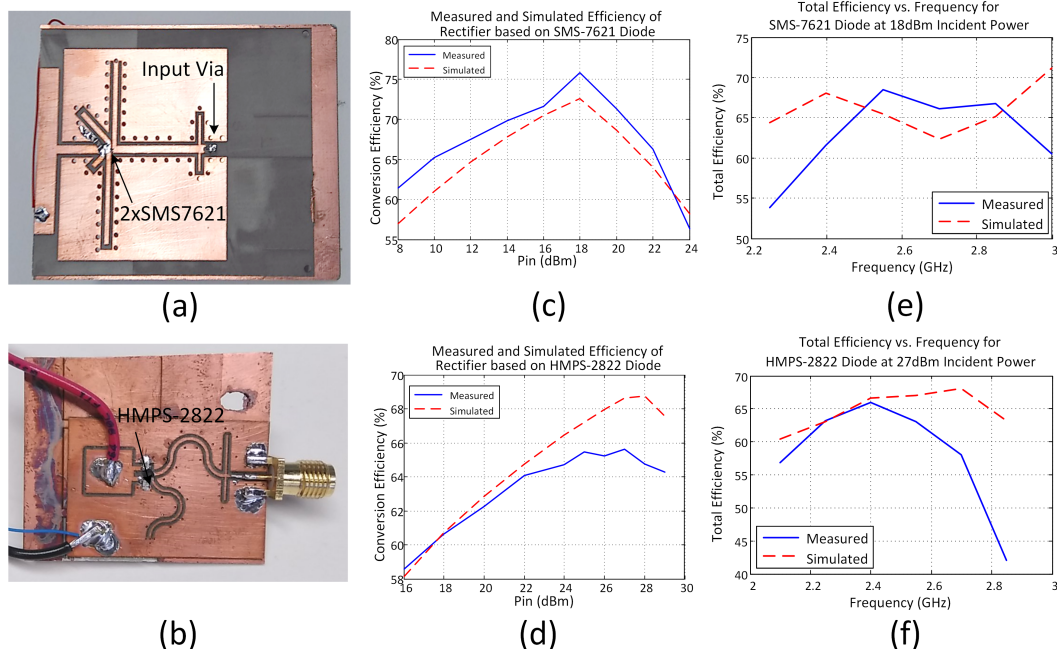 Input Via
2xSMS7621
(a)
Measured and Simulated Efficiency of
Rectifier based on SMS-7621 Diode
Conversion Efficiency (%)
80
75
70
65
60
55
Measured
Simulated
8 10 12 14 16 18 20 22 24
Pin (dBm)
(c)
Total Efficiency vs. Frequency for
SMS-7621 Diode at 18dBm Incident Power
Total Efficiency (%)
75
70
65
60
55
50
Measured
Simulated
2.2 2.4 2.6 2.8 3
Frequency (GHz)
(e)
HMPS-2822
(b)
Measured and Simulated Efficiency of
Rectifier based on HMPS-2822 Diode
Conversion Efficiency (%)
70
68
66
64
62
60
58
Measured
Simulated
16 18 20 22 24 26 28 30
Pin (dBm)
(d)
Total Efficiency vs. Frequency for
HMPS-2822 Diode at 27dBm Incident Power
Total Efficiency (%)
70
65
60
55
50
45
40
Measured
Simulated
2 2.2 2.4 2.6 2.8 3
Frequency (GHz)
(f)